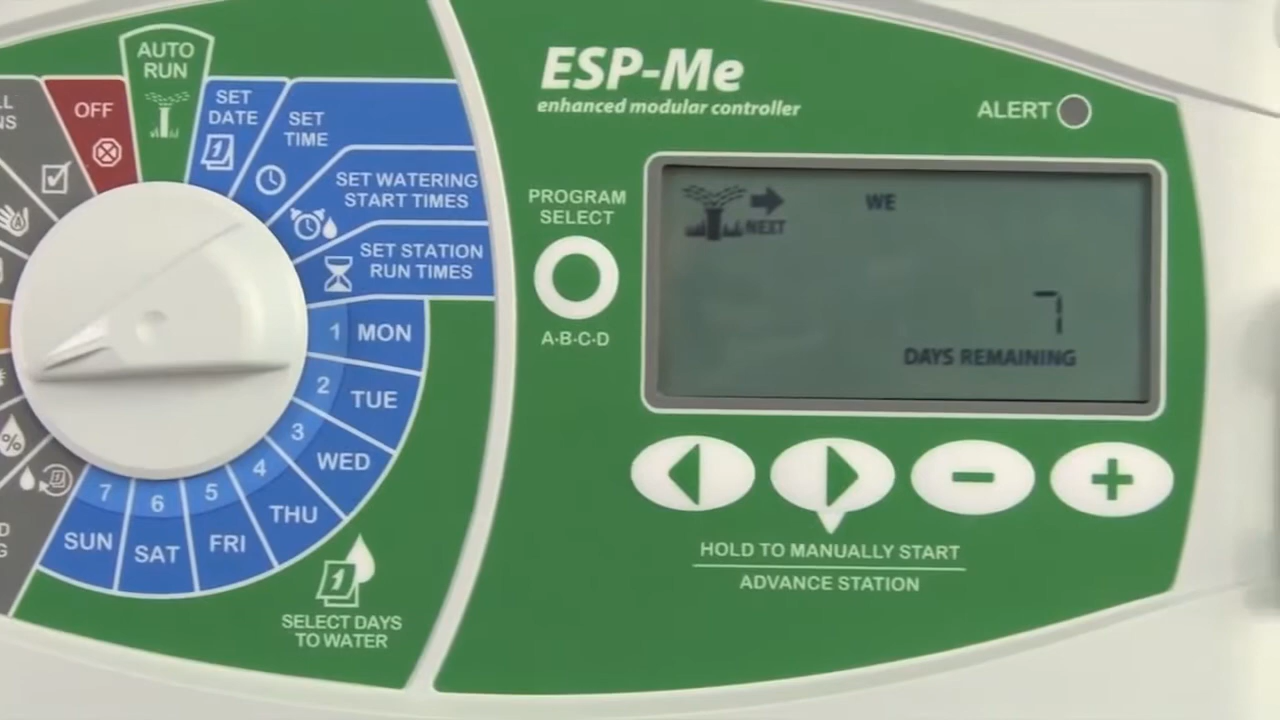 AUTO
RUN
OFF
SET
DATE
1
SET
TIME
SET WATERING
START TIMES
SET STATION
RUN TIMES
1 MON
2 TUE
3 WED
4 THU
5 FRI
6 SAT
7 SUN
1
SELECT DAYS
TO WATER
%
ESP-Me
enhanced modular controller
ALERT
PROGRAM
SELECT
A-B-C-D
NEXT
WE
7
DAYS REMAINING
- +
HOLD TO MANUALLY START
ADVANCE STATION